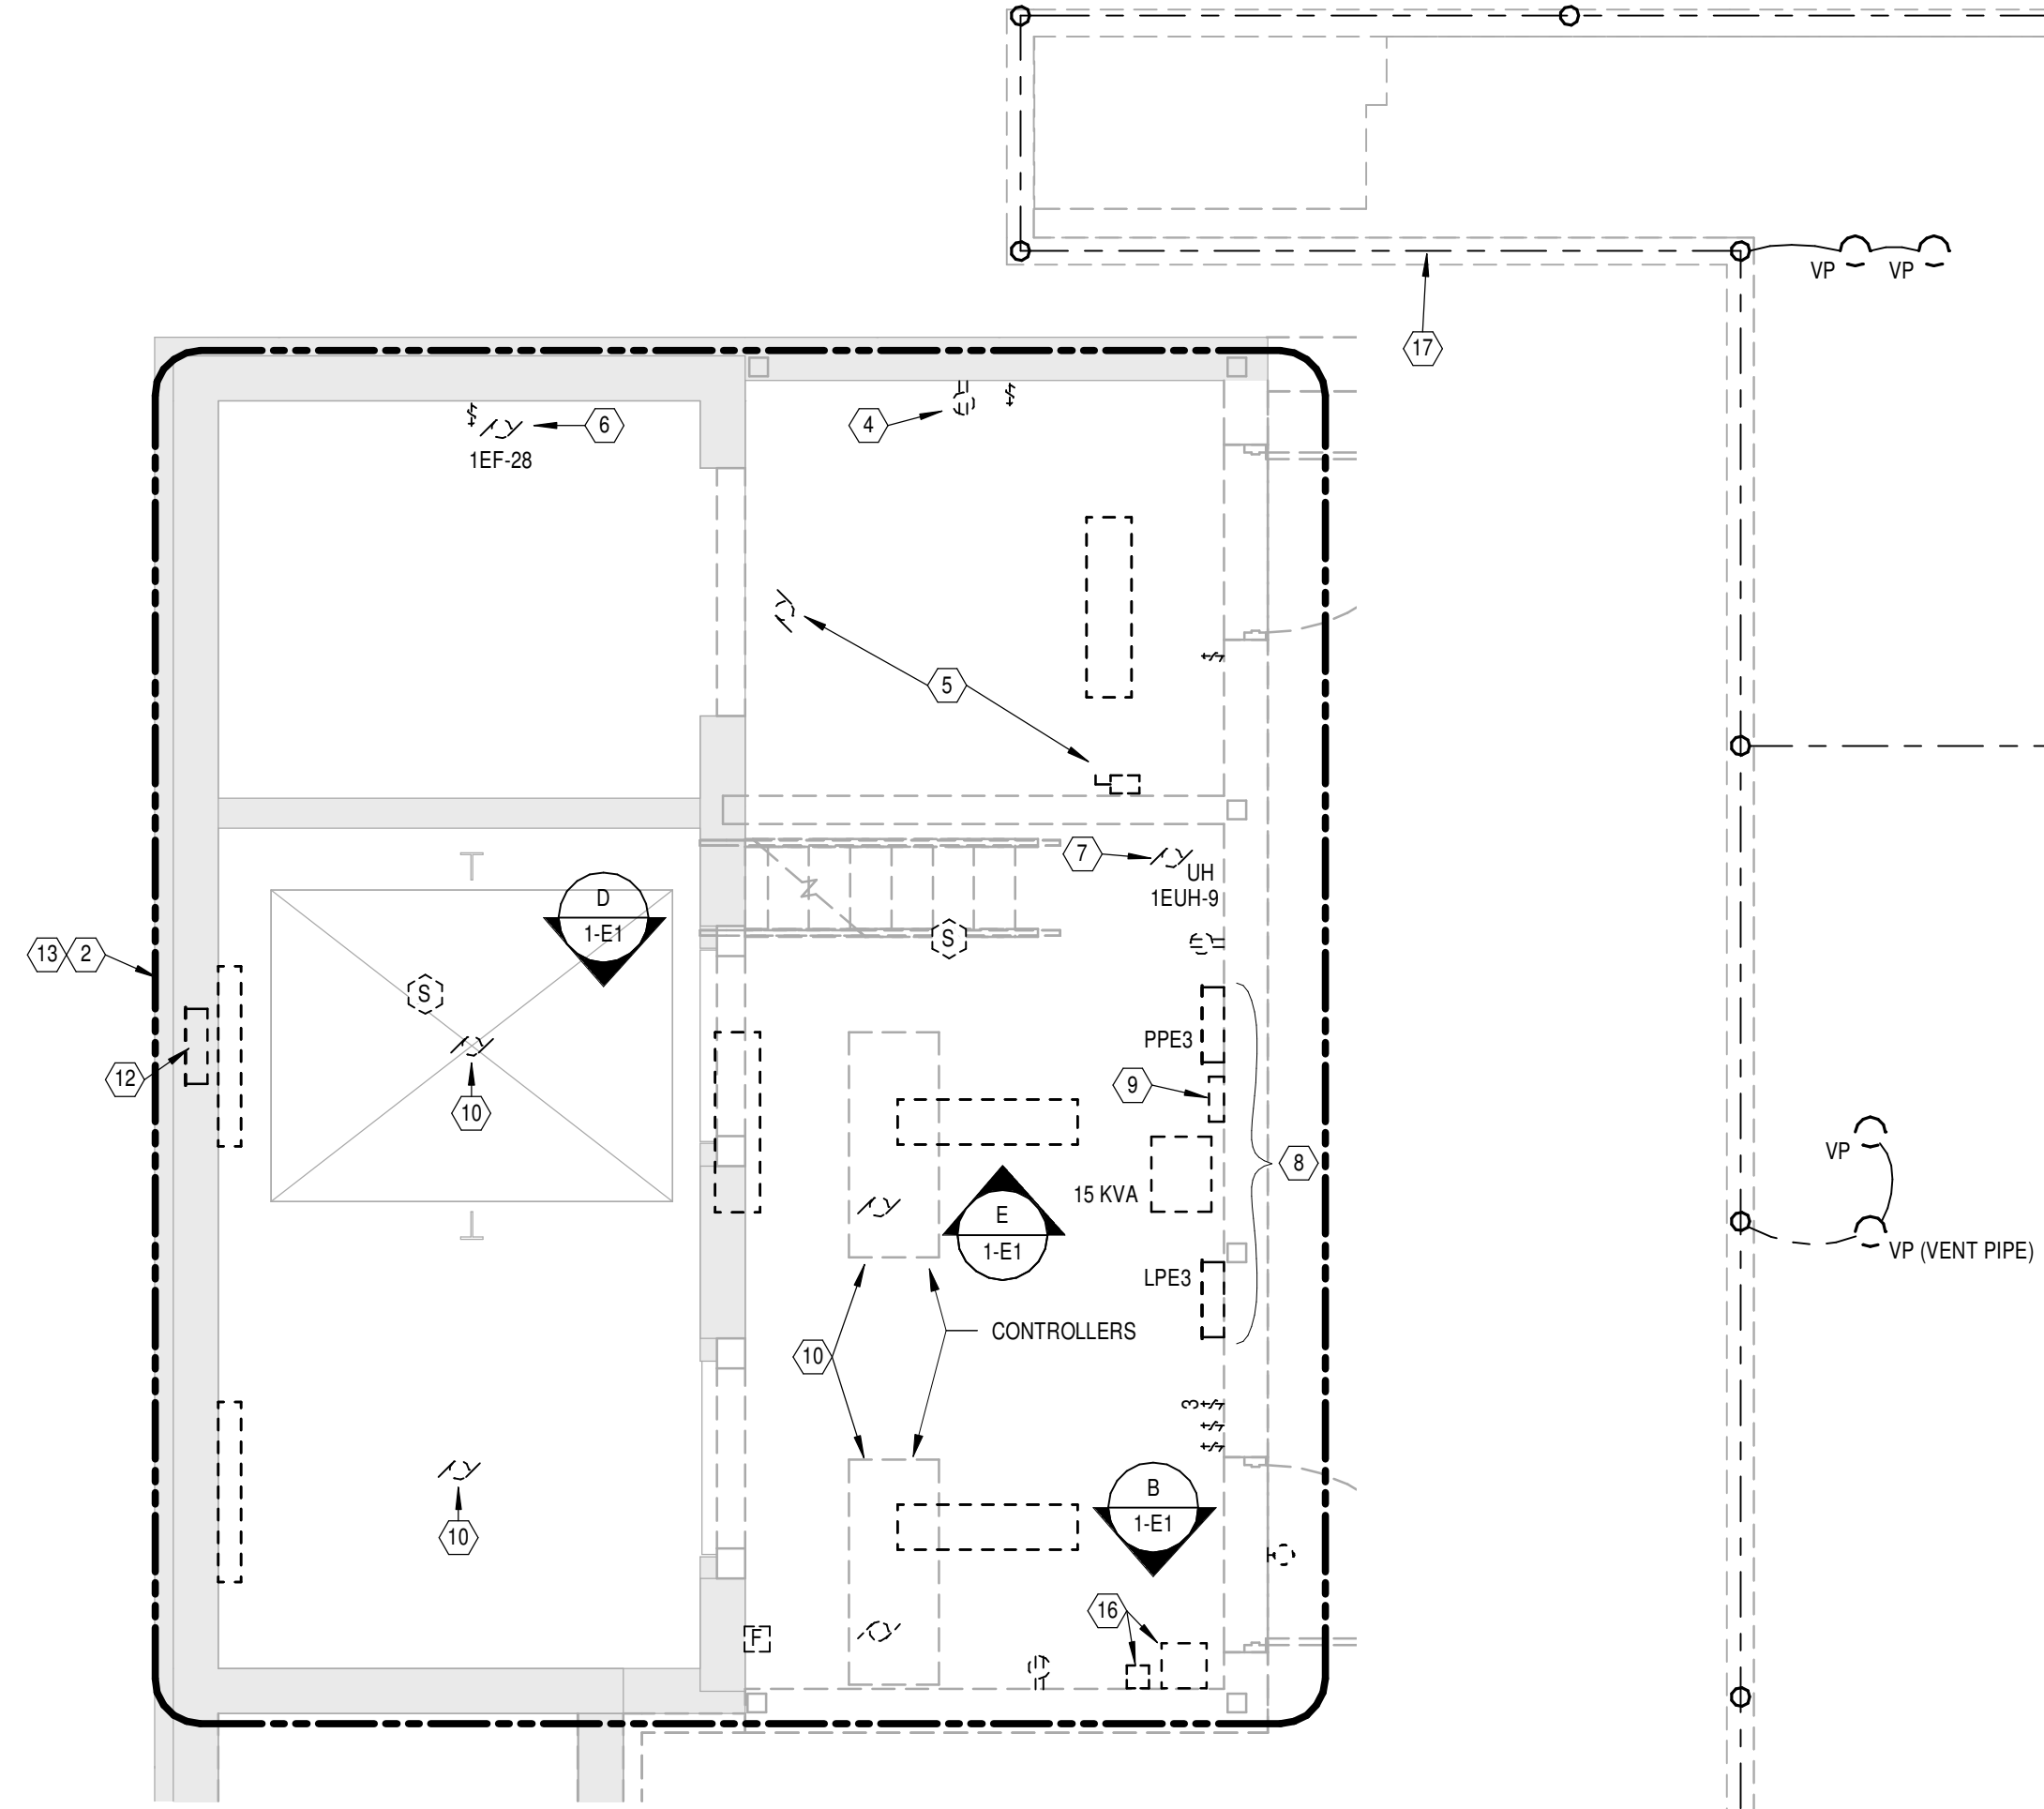 VP VP
17
4
6
1EF-28
5
7
UH
1EUH-9
D
1-E1
S
13 2
S
PPE3
12
9
10
VP
8
15 KVA
E
1-E1
VP (VENT PIPE)
LPE3
CONTROLLERS
10
3
B
1-E1
10
16
F